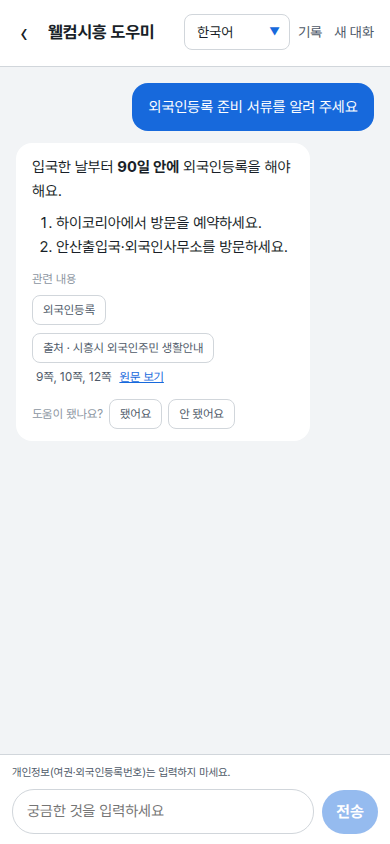 웰컴시흥 도우미
한국어
기록
새 대화
외국인등록 준비 서류를 알려 주세요
입국한 날부터 90일 안에 외국인등록을 해야
해요.
1. 하이코리아에서 방문을 예약하세요.
2. 안산출입국·외국인사무소를 방문하세요.
관련 내용
외국인등록
출처 · 시흥시 외국인주민 생활안내
9쪽, 10쪽, 12쪽 원문 보기
도움이 됐나요? 됐어요 안 됐어요
개인정보(여권·외국인등록번호)는 입력하지 마세요.
궁금한 것을 입력하세요
전송